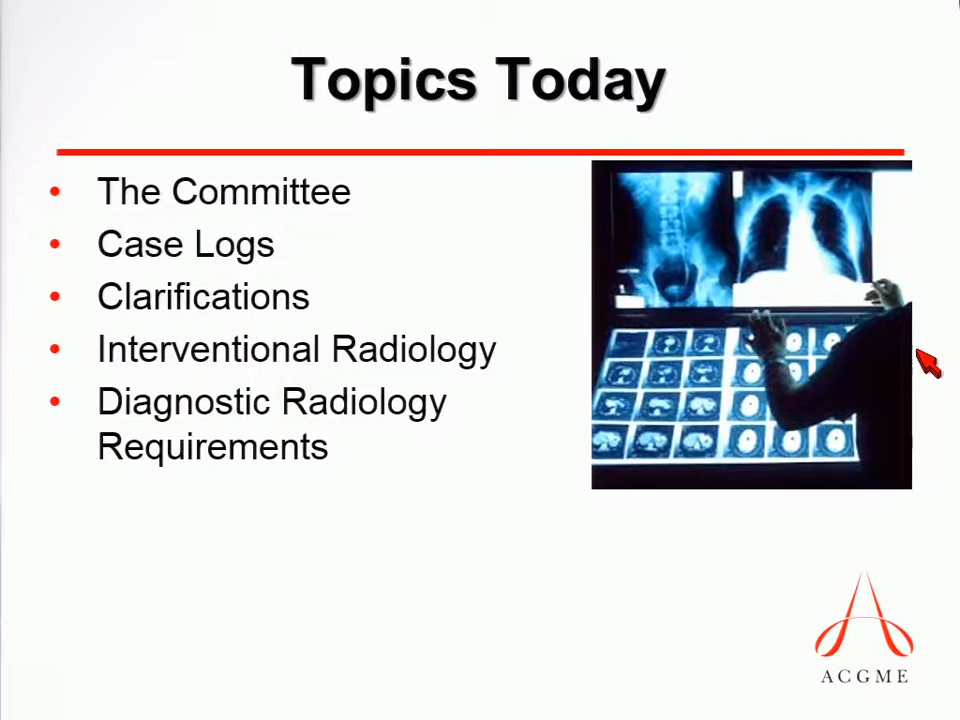 Topics Today
• The Committee
• Case Logs
• Clarifications
• Interventional Radiology
• Diagnostic Radiology
Requirements
ACGME